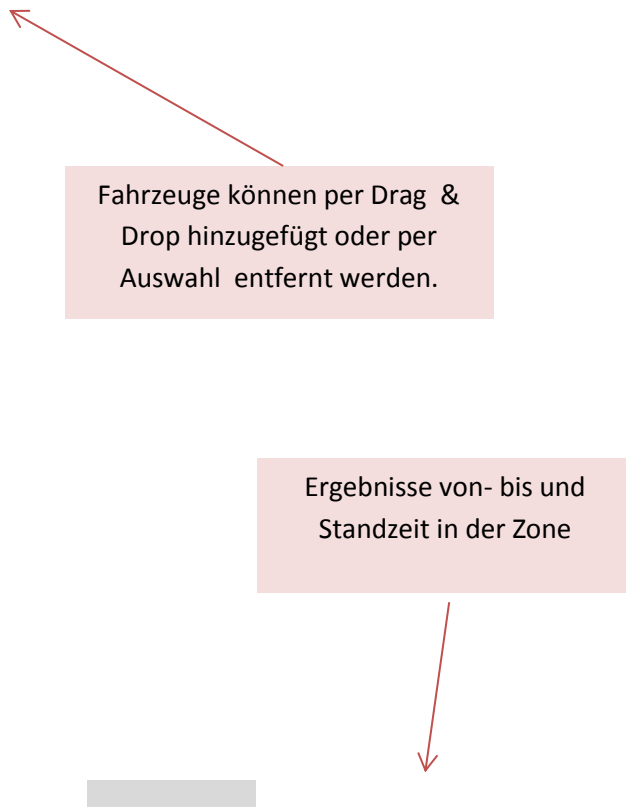 Fahrzeuge können per Drag & 
Drop hinzugefügt oder per
Auswahl entfernt werden.
Ergebnisse von- bis und
Standzeit in der Zone